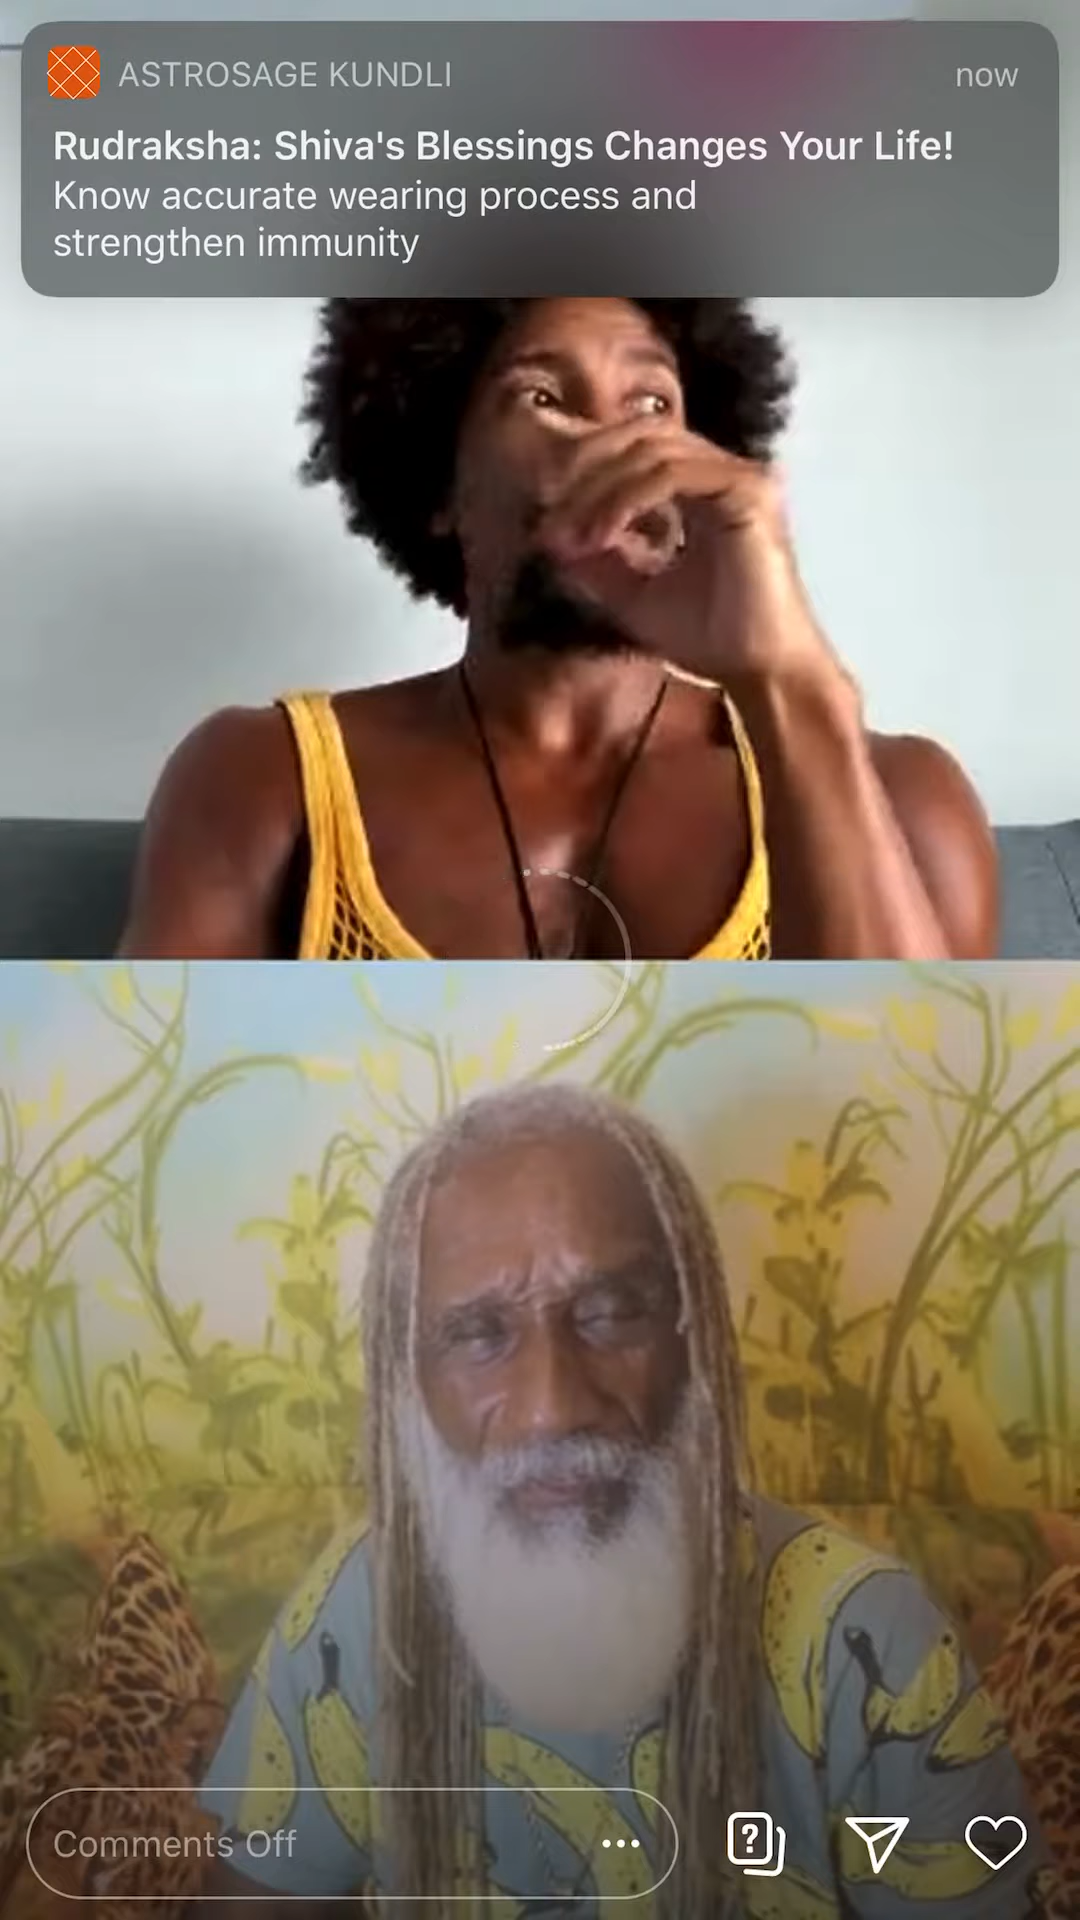 ASTROSAGE KUNDLI
now
Rudraksha: Shiva's Blessings Changes Your Life!
Know accurate wearing process and
strengthen immunity
Comments Off
?